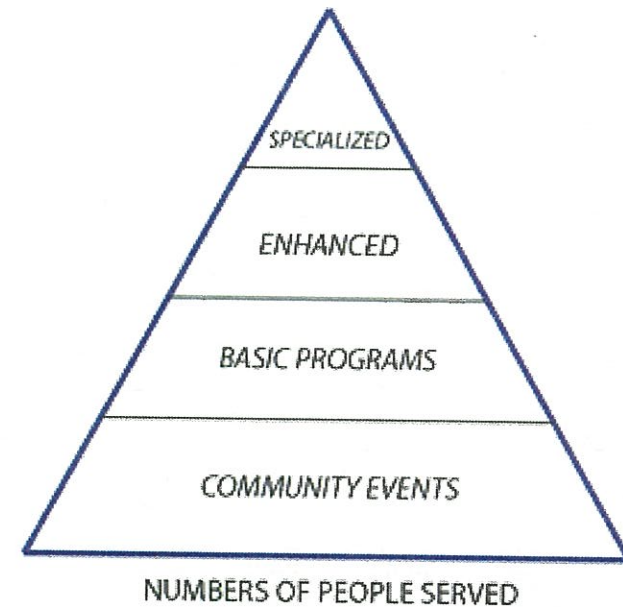 SPECIALIZED
ENHANCED
BASIC PROGRAMS
COMMUNITY EVENTS
NUMBERS OF PEOPLE SERVED